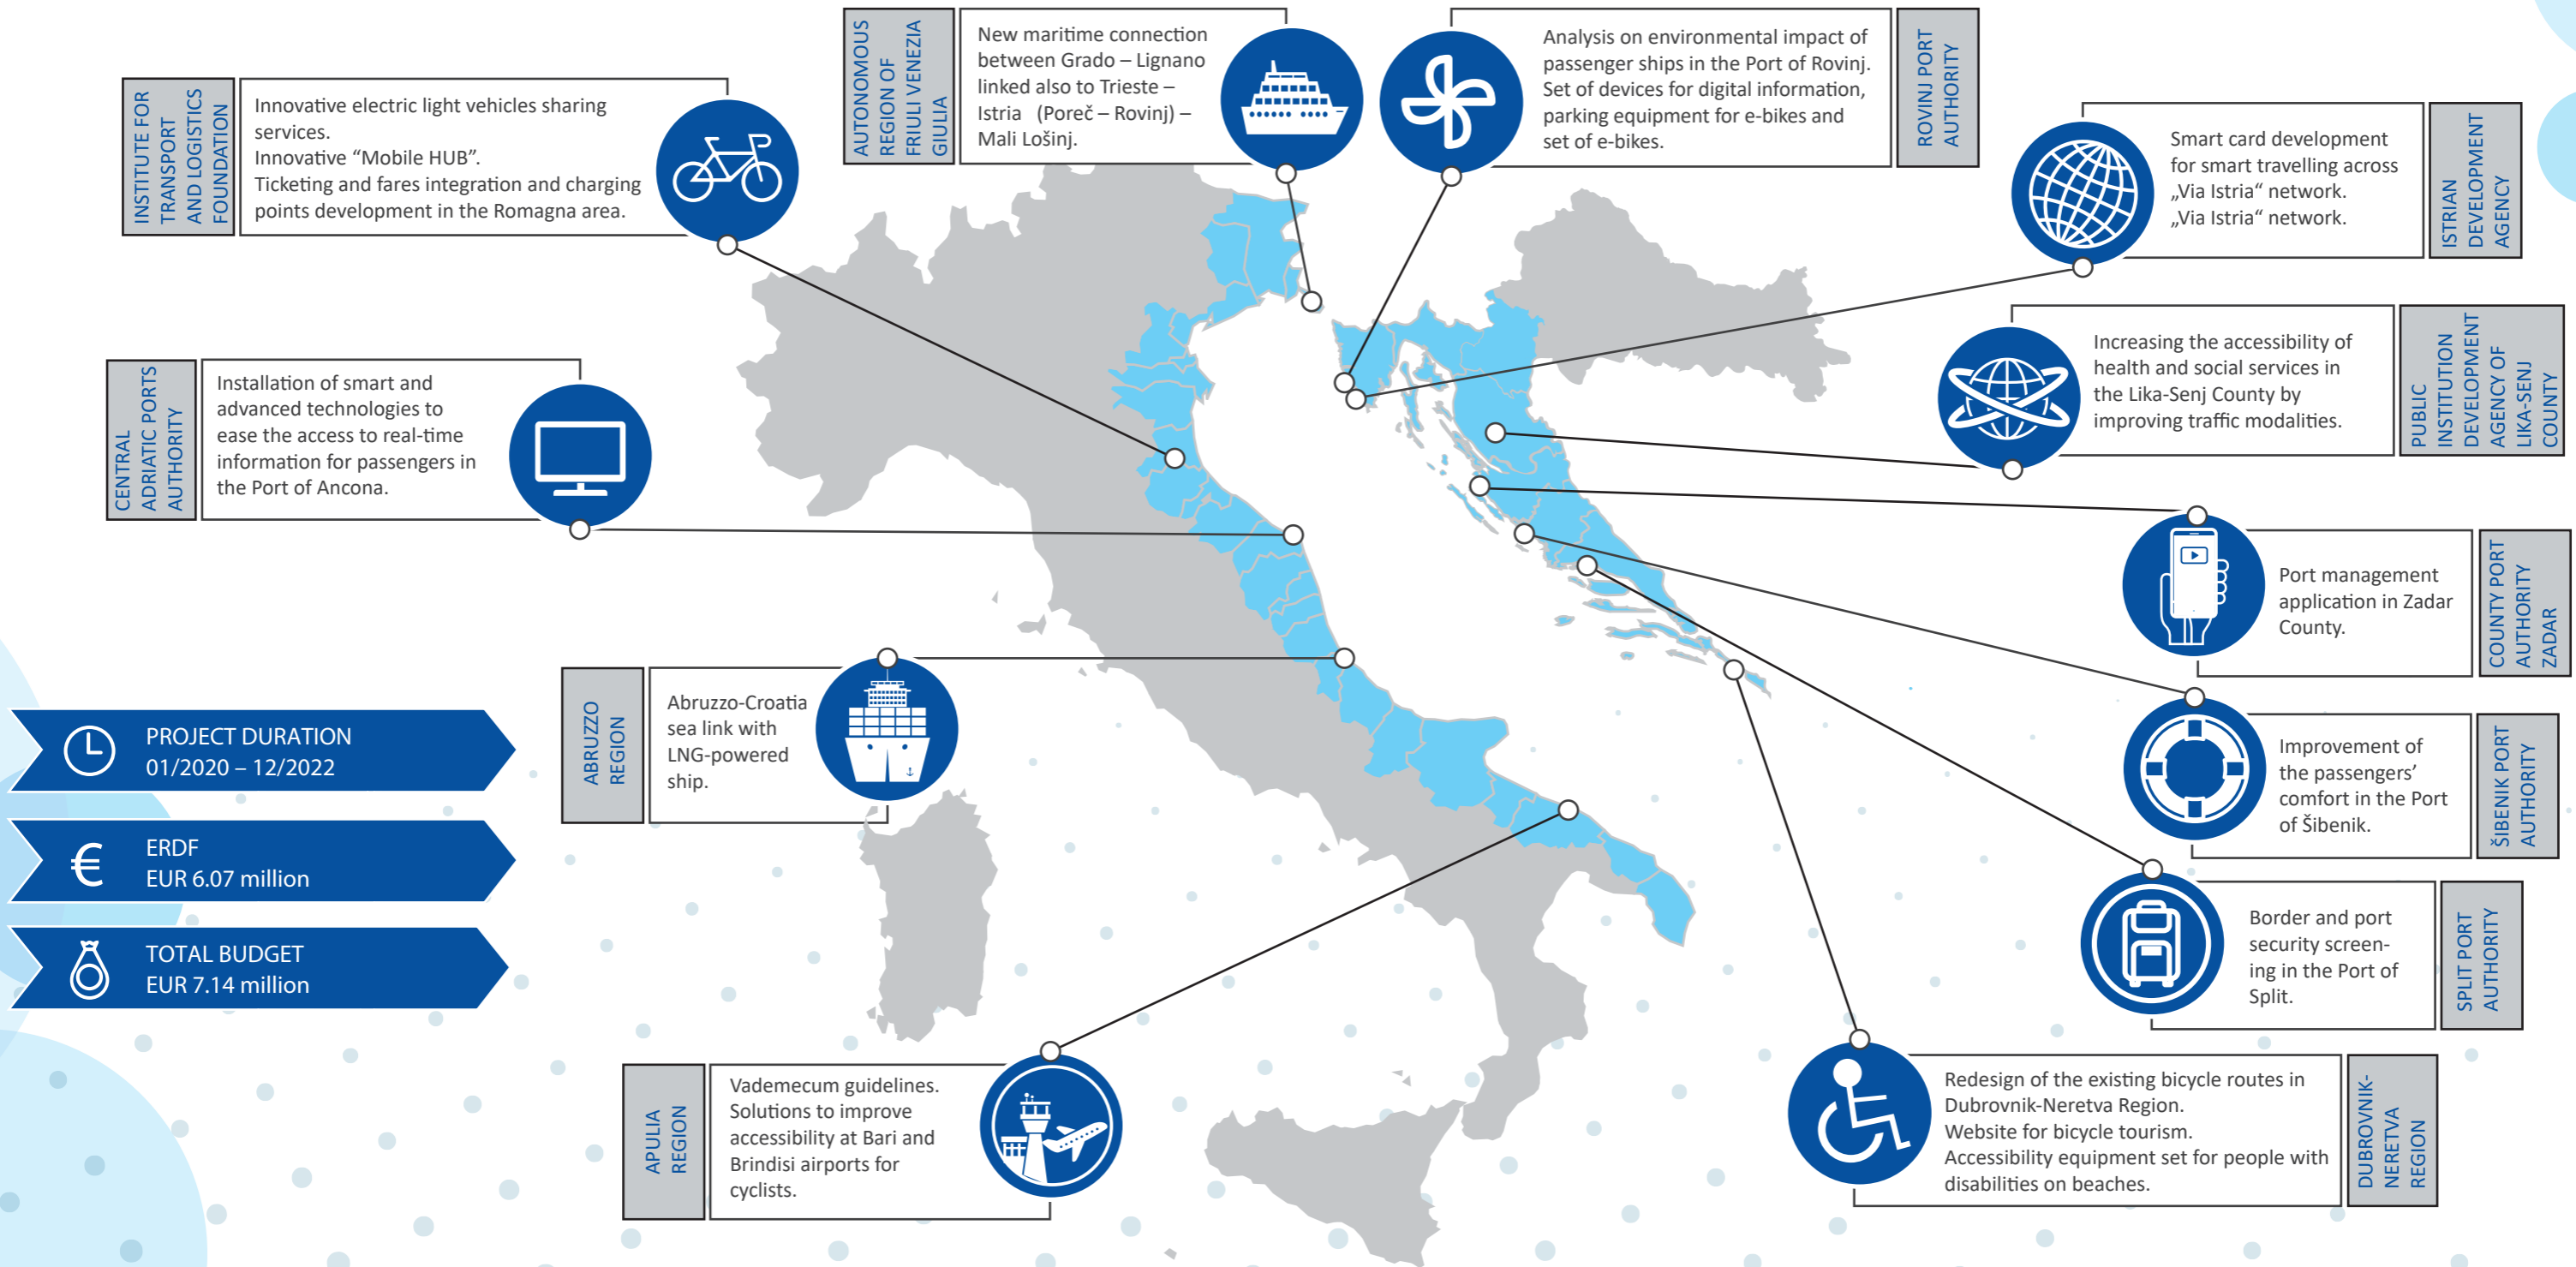 INSTITUTE FOR
TRANSPORT
AND LOGISTICS
FOUNDATION
Innovative electric light vehicles sharing
services.
Innovative “Mobile HUB”.
Ticketing and fares integration and charging
points development in the Romagna area.
AUTONOMOUS
REGION OF
FRIULI VENEZIA
GIULIA
New maritime connection
between Grado – Lignano
linked also to Trieste –
Istria (Poreč – Rovinj) –
Mali Lošinj.
Analysis on environmental impact of
passenger ships in the Port of Rovinj.
Set of devices for digital information,
parking equipment for e-bikes and
set of e-bikes.
ROVINJ PORT
AUTHORITY
Smart card development
for smart travelling across
„Via Istria“ network.
„Via Istria“ network.
ISTRIAN
DEVELOPMENT
AGENCY
CENTRAL
ADRIATIC PORTS
AUTHORITY
Installation of smart and
advanced technologies to
ease the access to real-time
information for passengers in
the Port of Ancona.
Increasing the accessibility of
health and social services in
the Lika-Senj County by
improving traffic modalities.
PUBLIC
INSTITUTION
DEVELOPMENT
AGENCY OF
LIKA-SENJ
COUNTY
Port management
application in Zadar
County.
COUNTY PORT
AUTHORITY
ZADAR
ABRUZZO
REGION
Abruzzo-Croatia
sea link with
LNG-powered
ship.
Improvement of
the passengers’
comfort in the Port
of Šibenik.
ŠIBENIK PORT
AUTHORITY
PROJECT DURATION
01/2020 – 12/2022
€
ERDF
EUR 6.07 million
TOTAL BUDGET
EUR 7.14 million
Border and port
security screen-
ing in the Port of
Split.
SPLIT PORT
AUTHORITY
APULIA
REGION
Vademecum guidelines.
Solutions to improve
accessibility at Bari and
Brindisi airports for
cyclists.
Redesign of the existing bicycle routes in
Dubrovnik-Neretva Region.
Website for bicycle tourism.
Accessibility equipment set for people with
disabilities on beaches.
DUBROVNIK-
NERETVA
REGION